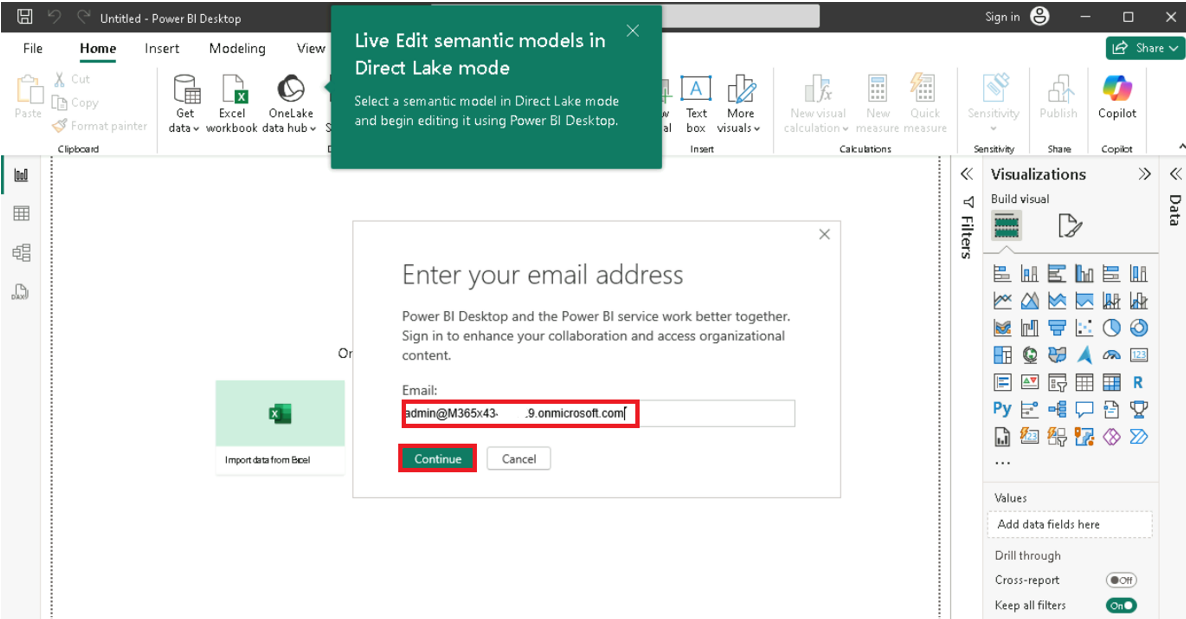 Untitled - Power BI Desktop
Sign in
File Home Insert Modeling View
Share
Live Edit semantic models in
Direct Lake mode
Select a semantic model in Direct Lake mode
and begin editing it using Power BI Desktop.
Paste
Cut
Copy
Format painter
Clipboard
Get
data
Excel
workbook
OneLake
data hub
Text
box
More
visuals
Insert
New visual
calculation
New
measure
Quick
measure
Calculations
Sensitivity
Sensitivity
Publish
Share
Copilot
Copilot
Filters
Visualizations
Data
Build visual
Enter your email address
Power BI Desktop and the Power BI service work better together.
Sign in to enhance your collaboration and access organizational
content.
Email:
admin@M365x43- .9.onmicrosoft.com
Continue
Cancel
Import data from Excel
123
R
Py
DAX
Values
Add data fields here
Drill through
Cross-report
Off
Keep all filters
On